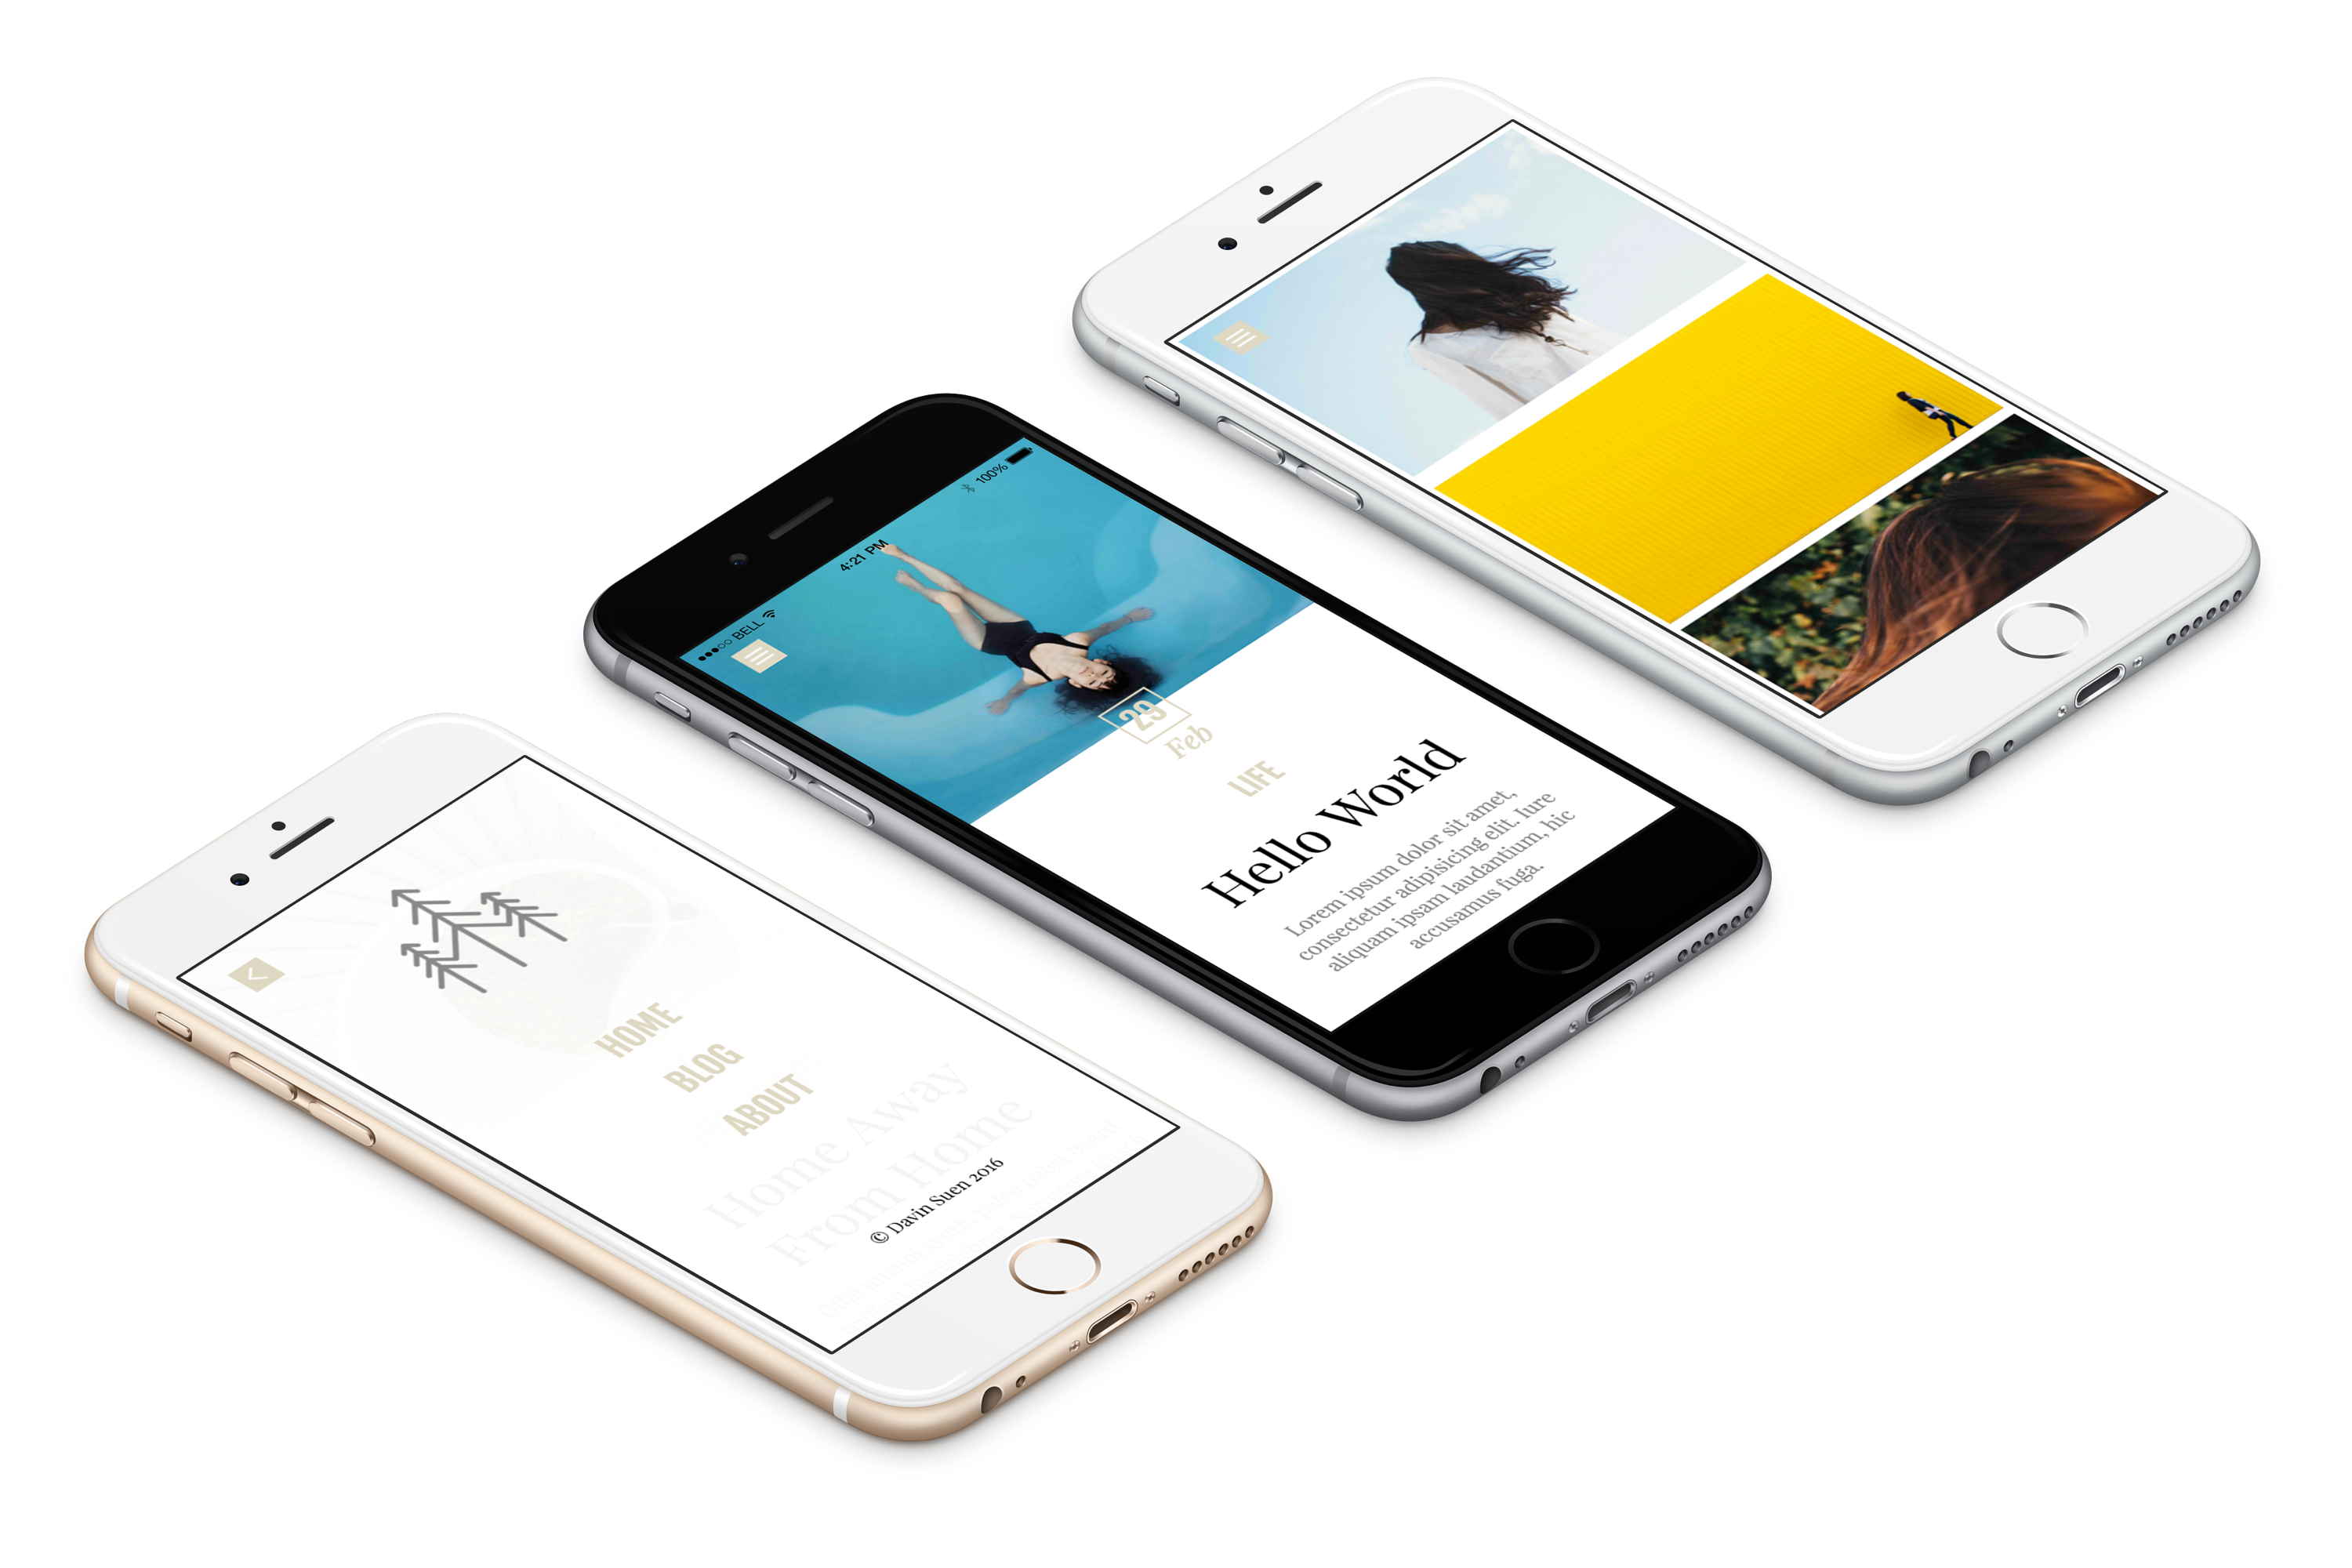 BELL
4:21 PM
100%
29
Feb
LIFE
Hello World
Lorem ipsum dolor sit amet,
consectetur adipisicing elit. Iure
aliquam ipsam laudantium, hic
accusamus fuga.
HOME
BLOG
ABOUT
Home Away
From Home
© Davin Suen 2016